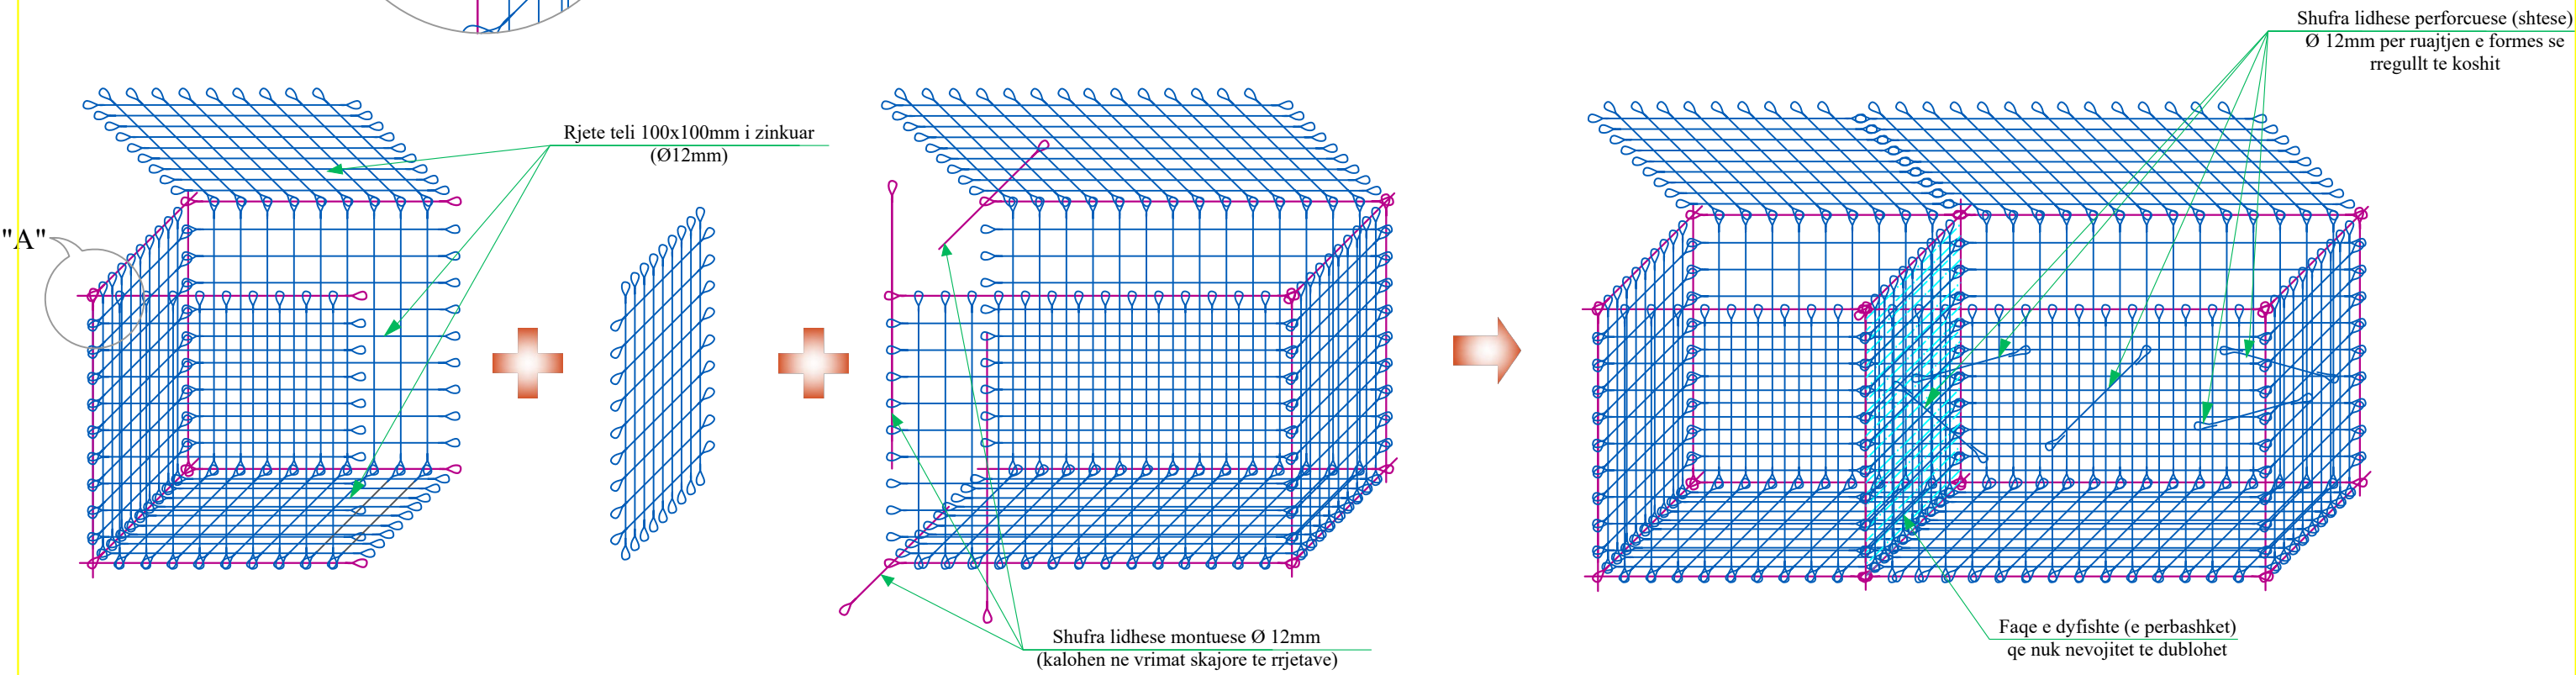 "A"
Rjete teli 100x100mm i zinkuar
(Ø12mm)
Shufra lidhese montuese Ø 12mm
(kalohen ne vrimat skajore te rrjetave)
Shufra lidhese perforcuese (shtese)
Ø 12mm per ruajtjen e formes se
rregullt te koshit
Faqe e dyfishte (e perbashket)
qe nuk nevojitet te dublohet